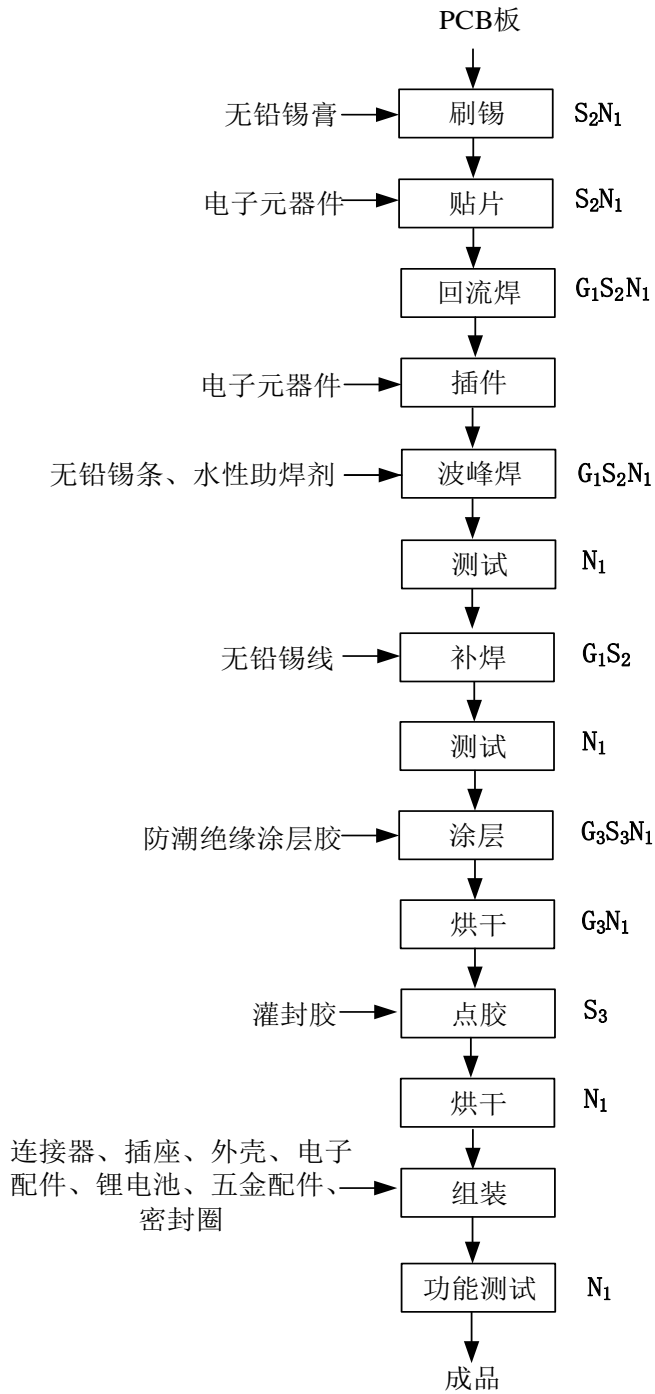 PCB板
无铅锡膏 刷锡 S₂N₁
电子元器件 贴片 S₂N₁
回流焊 G₁S₂N₁
电子元器件 插件
无铅锡条、水性助焊剂 波峰焊 G₁S₂N₁
测试 N₁
无铅锡线 补焊 G₁S₂
测试 N₁
防潮绝缘涂层胶 涂层 G₃S₃N₁
烘干 G₃N₁
灌封胶 点胶 S₃
烘干 N₁
连接器、插座、外壳、电子
配件、锂电池、五金配件、
密封圈
组装
功能测试 N₁
成品